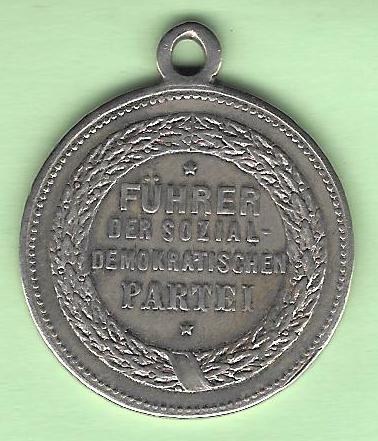 FÜHRER
DER SOZIAL-
DEMOKRATISCHEN
PARTEI